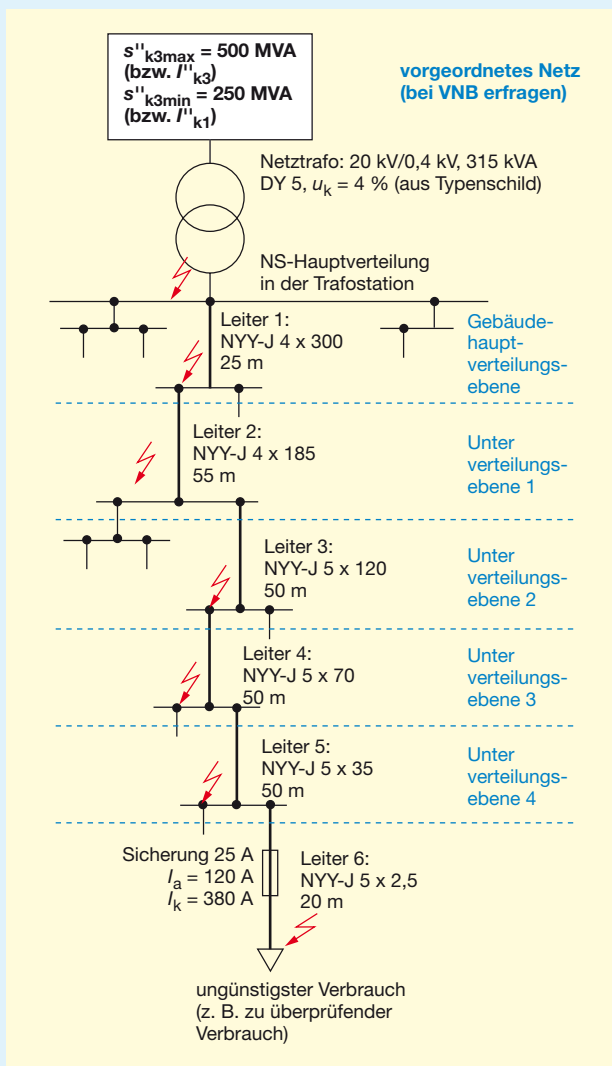 s''k3max = 500 MVA
(bzw. I''k3)
s''k3min = 250 MVA
(bzw. I''k1)
vorgeordnetes Netz
(bei VNB erfragen)
Netztrafo: 20 kV/0,4 kV, 315 kVA
DY 5, uk = 4 % (aus Typenschild)
NS-Hauptverteilung
in der Trafostation
Leiter 1:
NYY-J 4 x 300
25 m
Gebäude-
haupt-
verteilungs-
ebene
Leiter 2:
NYY-J 4 x 185
55 m
Unter
verteilungs-
ebene 1
Leiter 3:
NYY-J 5 x 120
50 m
Unter
verteilungs-
ebene 2
Leiter 4:
NYY-J 5 x 70
50 m
Unter
verteilungs-
ebene 3
Leiter 5:
NYY-J 5 x 35
50 m
Unter
verteilungs-
ebene 4
Sicherung 25 A
Ia = 120 A
Ik = 380 A
Leiter 6:
NYY-J 5 x 2,5
20 m
ungünstigster Verbrauch
(z. B. zu überprüfender
Verbrauch)